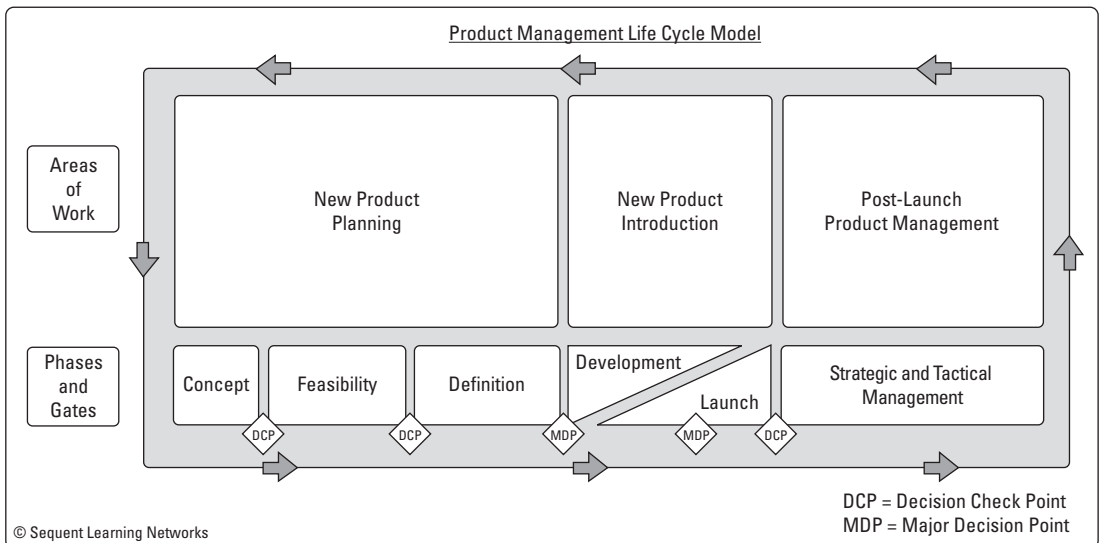 Product Management Life Cycle Model
Areas
of
Work
New Product
Planning
New Product
Introduction
Post-Launch
Product Management
Phases
and
Gates
Concept
Feasibility
Definition
Development
Launch
Strategic and Tactical
Management
DCP
DCP
MDP
MDP
DCP
DCP = Decision Check Point
MDP = Major Decision Point
© Sequent Learning Networks